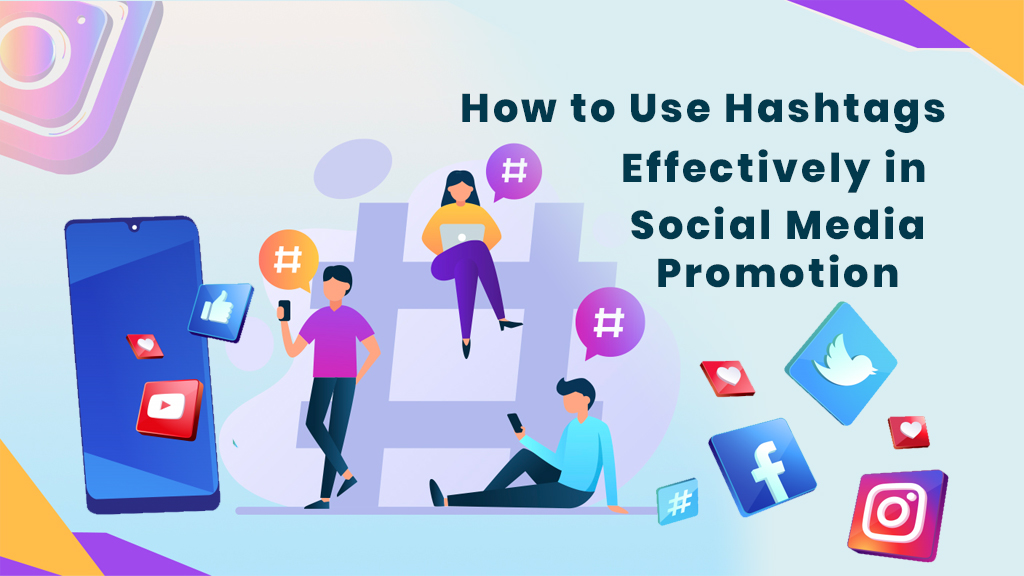 How to Use Hashtags
Effectively in
Social Media
Promotion
#
#
#
#